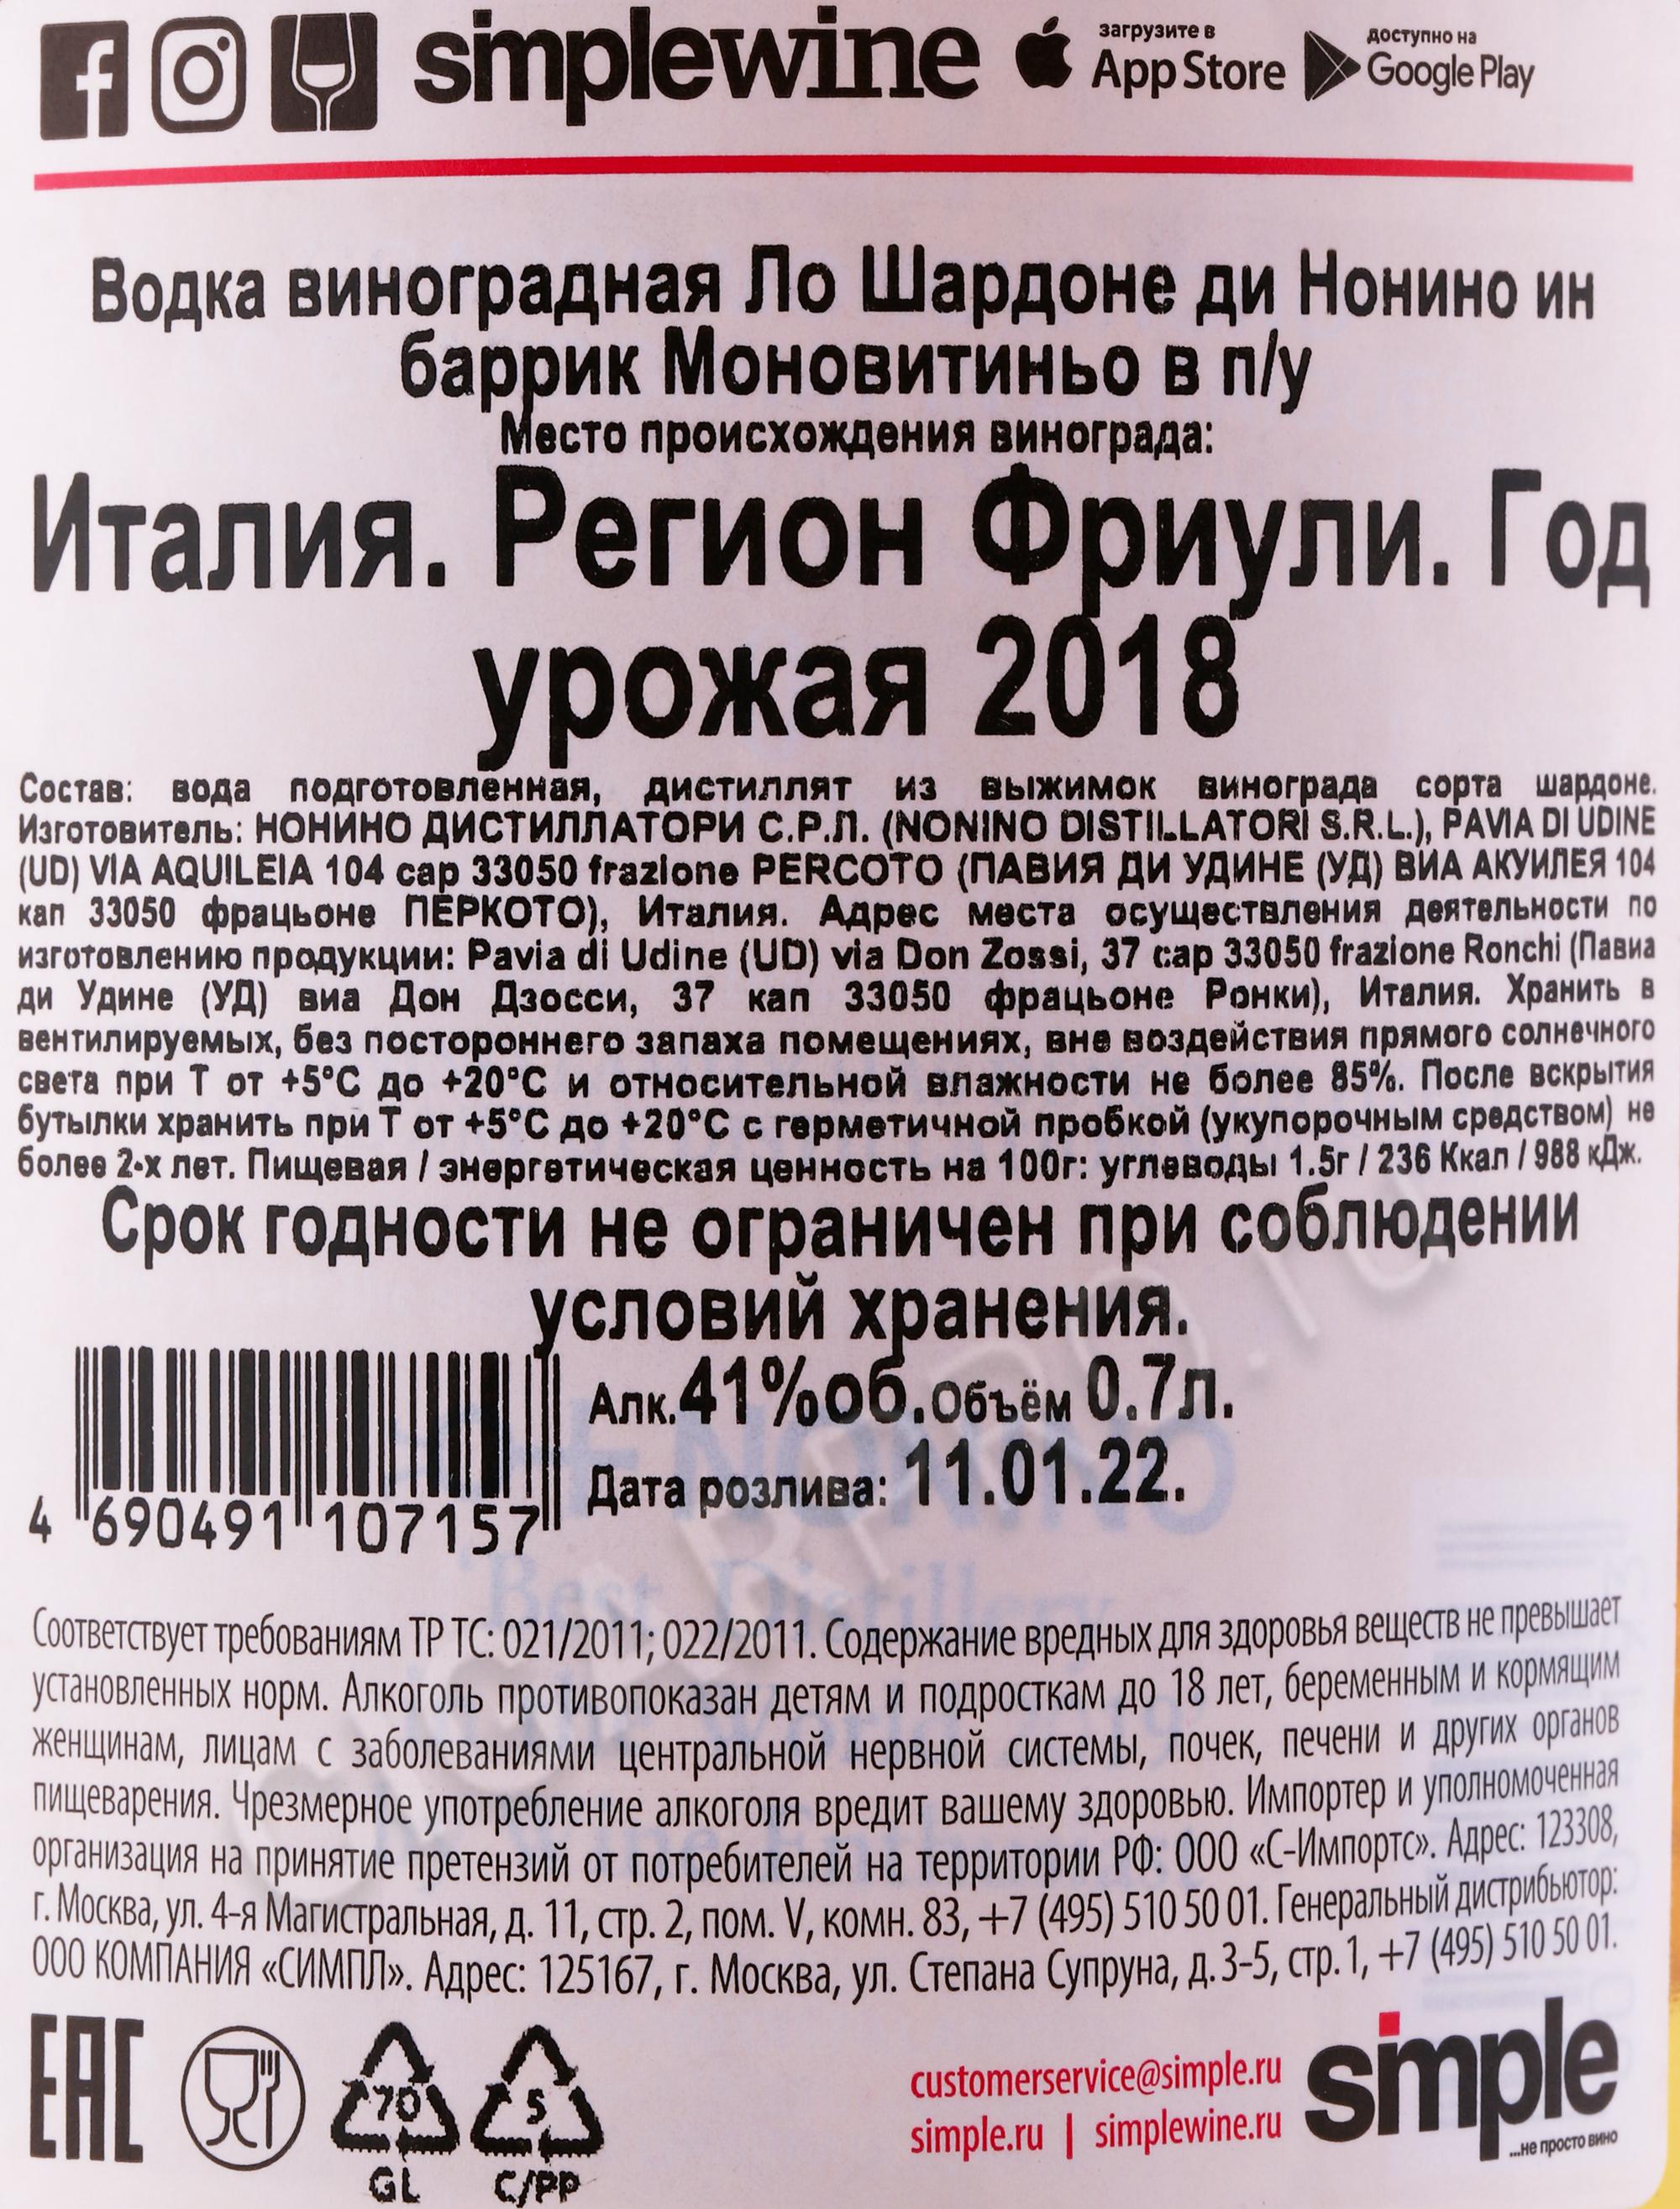 simplewine
загрузите в
App Store
доступно на
Google Play
Водка виноградная Ло Шардоне ди Нонино ин
баррик Моновитиньо в п/у
Место происхождения винограда:
Италия. Регион Фриули. Год
урожая 2018
Состав: вода подготовленная, дистиллят из выжимок винограда сорта шардоне.
Изготовитель: НОНИНО ДИСТИЛЛАТОРИ С.Р.Л. (NONINO DISTILLATORI S.R.L.), PAVIA DI UDINE
(UD) VIA AQUILEIA 104 cap 33050 frazione PERCOTO (ПАВИЯ ДИ УДИНЕ (УД) ВИА АКУИЛЕЯ 104
кап 33050 фрацьоне ПЕРКОТО), Италия. Адрес места осуществления деятельности по
изготовлению продукции: Pavia di Udine (UD) via Don Zossi, 37 cap 33050 frazione Ronchi (Павиа
ди Удине (УД) виа Дон Дзосси, 37 кап 33050 фрацьоне Ронки), Италия. Хранить в
вентилируемых, без постороннего запаха помещениях, вне воздействия прямого солнечного
света при Т от +5°С до +20°С и относительной влажности не более 85%. После вскрытия
бутылки хранить при Т от +5°С до +20°С с герметичной пробкой (укупорочным средством) не
более 2-х лет. Пищевая / энергетическая ценность на 100г: углеводы 1.5г / 236 Ккал / 988 кДж.
Срок годности не ограничен при соблюдении
условий хранения.
Алк.41%об.Объём 0.7л.
Дата розлива: 11.01.22.
4 690491 107157
Соответствует требованиям ТР ТС: 021/2011; 022/2011. Содержание вредных для здоровья веществ не превышает
установленных норм. Алкоголь противопоказан детям и подросткам до 18 лет, беременным и кормящим
женщинам, лицам с заболеваниями центральной нервной системы, почек, печени и других органов
пищеварения. Чрезмерное употребление алкоголя вредит вашему здоровью. Импортер и уполномоченная
организация на принятие претензий от потребителей на территории РФ: ООО «С-Импортс». Адрес: 123308,
г. Москва, ул. 4-я Магистральная, д. 11, стр. 2, пом. V, комн. 83, +7 (495) 510 50 01. Генеральный дистрибьютор:
ООО КОМПАНИЯ «СИМПЛ». Адрес: 125167, г. Москва, ул. Степана Супруна, д. 3-5, стр. 1, +7 (495) 510 50 01.
EAC
70
GL
5
C/PP
customerservice@simple.ru
simple.ru | simplewine.ru
simple
...не просто вино